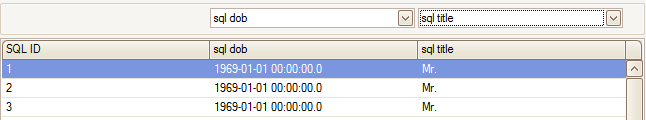 sql dob sql title
SQL ID sql dob sql title
1 1969-01-01 00:00:00.0 Mr.
2 1969-01-01 00:00:00.0 Mr.
3 1969-01-01 00:00:00.0 Mr.